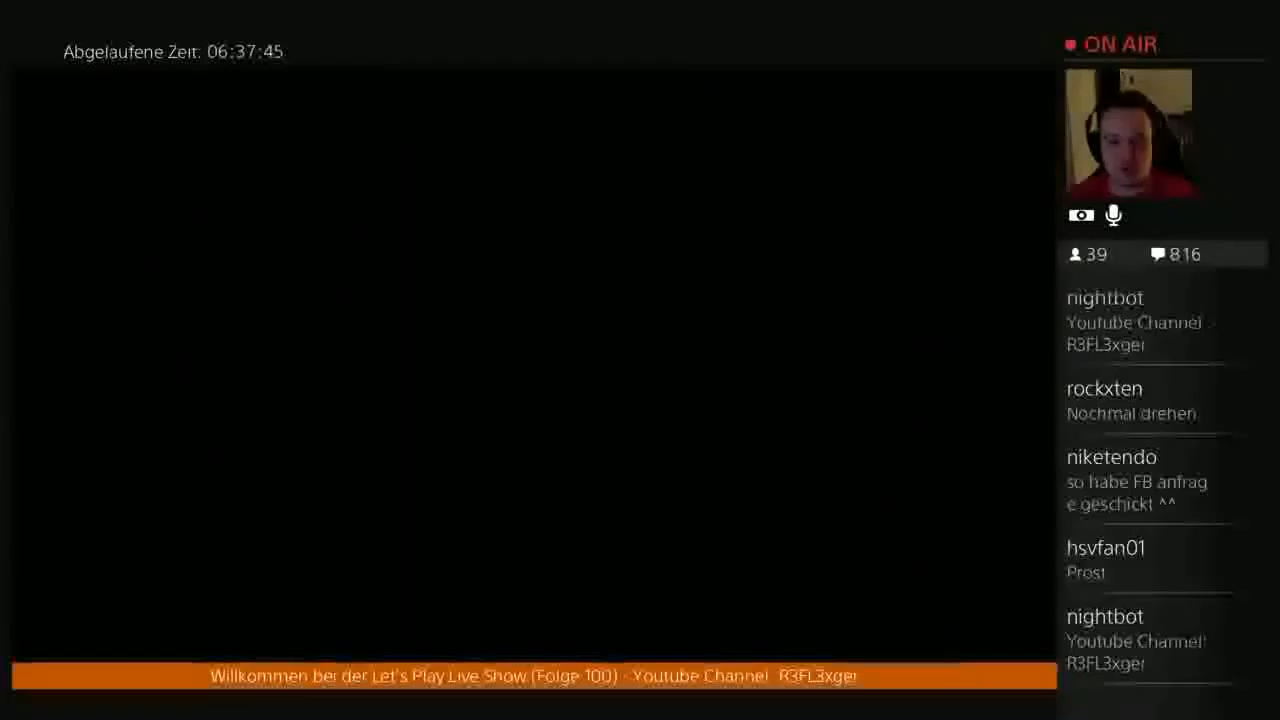 Abgelaufene Zeit: 06:37:45
ON AIR
39 816
nightbot
Youtube Channel:
R3FL3xger
rockxten
Nochmal drehen
niketendo
so habe FB anfrag
e geschickt ^^
hsvfan01
Prost
nightbot
Youtube Channel:
R3FL3xger
Willkommen bei der Let's Play Live Show (Folge 100) - Youtube Channel: R3FL3xger